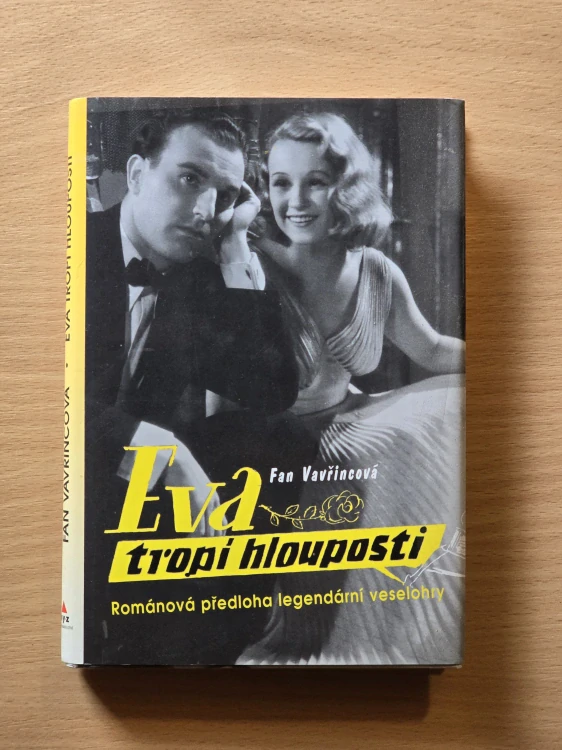 Fan Vavřincová
Eva
tropí hlouposti
Románová předloha legendární veselohry
FAN VAVŘINCOVÁ • EVA TROPÍ HLOUPOSTI